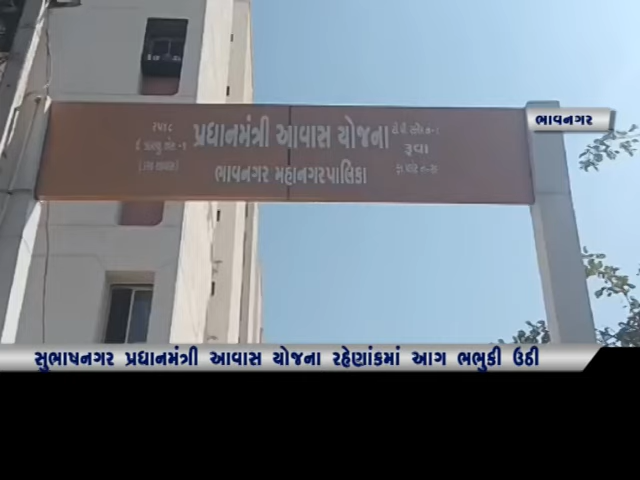 ભાવનગર
પ્રધાનમંત્રી આવાસ યોજના
રૂવા
ભાવનગર મહાનગરપાલિકા
સુભાષનગર પ્રધાનમંત્રી આવાસ યોજના રહેણાંકમાં આગ ભભુકી ઉઠી